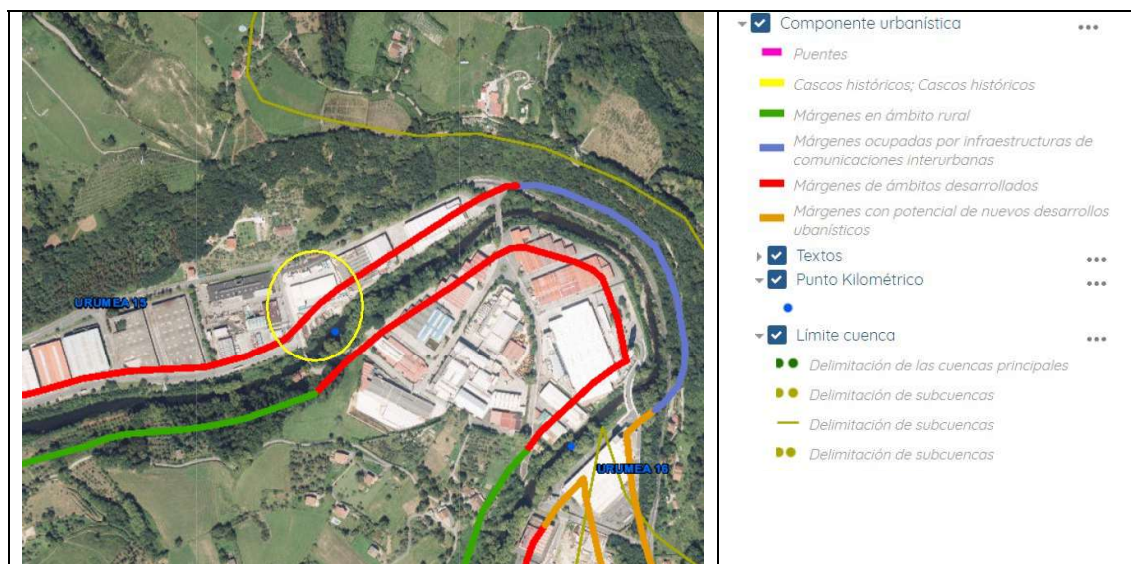 URUMEA 15
URUMEA 16
Componente urbanística
Puentes
Cascos históricos; Cascos históricos
Márgenes en ámbito rural
Márgenes ocupadas por infraestructuras de
comunicaciones interurbanas
Márgenes de ámbitos desarrollados
Márgenes con potencial de nuevos desarrollos
ubanísticos
Textos
Punto Kilométrico
Límite cuenca
Delimitación de las cuencas principales
Delimitación de subcuencas
Delimitación de subcuencas
Delimitación de subcuencas